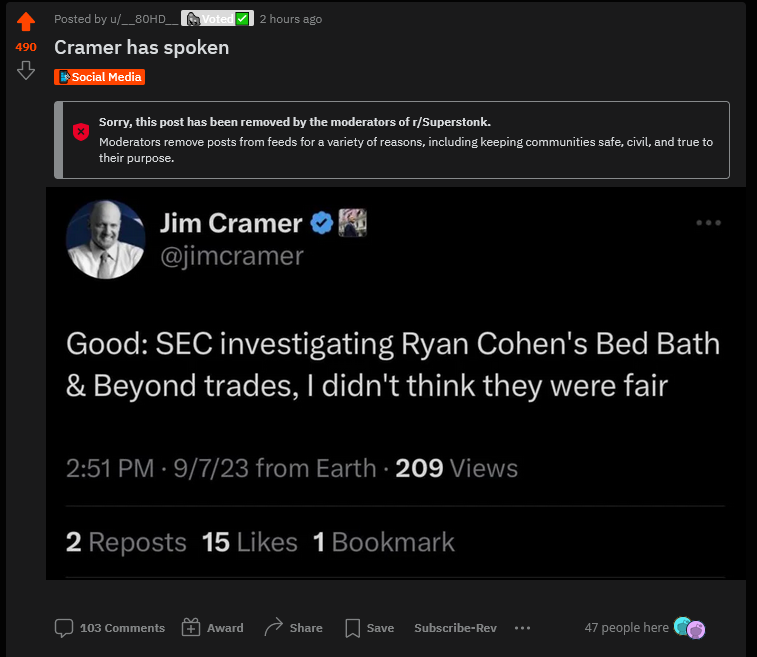 Posted by u/__80HD__ Voted 2 hours ago
490
Cramer has spoken
Social Media
Sorry, this post has been removed by the moderators of r/Superstonk.
Moderators remove posts from feeds for a variety of reasons, including keeping communities safe, civil, and true to
their purpose.
Jim Cramer
@jimcramer
Good: SEC investigating Ryan Cohen's Bed Bath
& Beyond trades, I didn't think they were fair
2:51 PM · 9/7/23 from Earth · 209 Views
2 Reposts 15 Likes 1 Bookmark
103 Comments Award Share Save Subscribe-Rev ··· 47 people here